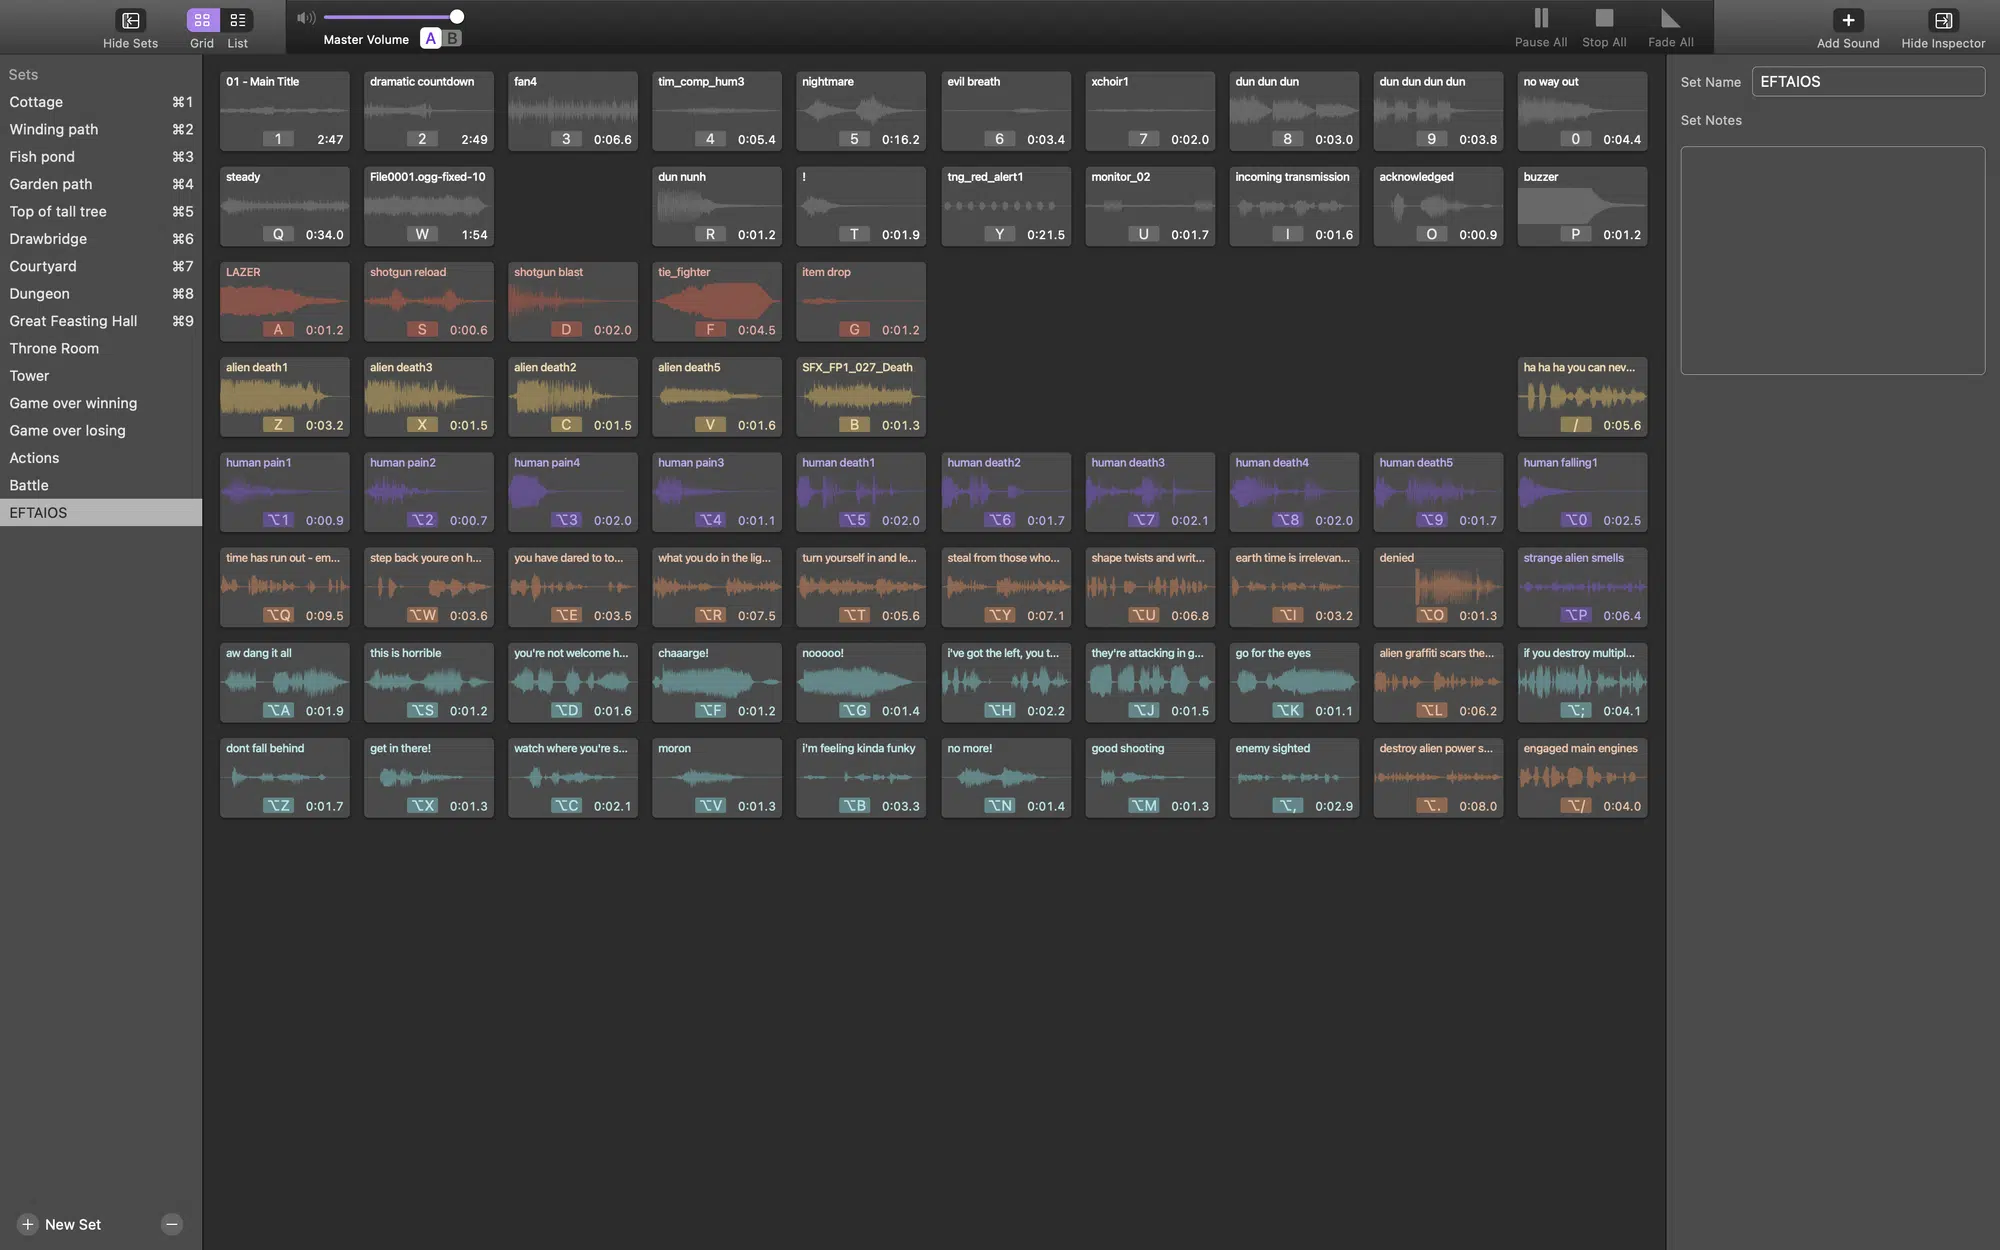 Hide Sets
Grid
List
Master Volume
A
B
Pause All
Stop All
Fade All
Add Sound
Hide Inspector
Sets
Cottage ⌘1
Winding path ⌘2
Fish pond ⌘3
Garden path ⌘4
Top of tall tree ⌘5
Drawbridge ⌘6
Courtyard ⌘7
Dungeon ⌘8
Great Feasting Hall ⌘9
Throne Room
Tower
Game over winning
Game over losing
Actions
Battle
EFTAIOS
New Set
01 - Main Title
1 2:47
dramatic countdown
2 2:49
fan4
3 0:06.6
tim_comp_hum3
4 0:05.4
nightmare
5 0:16.2
evil breath
6 0:03.4
xchoir1
7 0:02.0
dun dun dun
8 0:03.0
dun dun dun dun
9 0:03.8
no way out
0 0:04.4
steady
Q 0:34.0
File0001.ogg-fixed-10
W 1:54
dun nunh
R 0:01.2
!
T 0:01.9
tng_red_alert1
Y 0:21.5
monitor_02
U 0:01.7
incoming transmission
I 0:01.6
acknowledged
O 0:00.9
buzzer
P 0:01.2
LAZER
A 0:01.2
shotgun reload
S 0:00.6
shotgun blast
D 0:02.0
tie_fighter
F 0:04.5
item drop
G 0:01.2
alien death1
Z 0:03.2
alien death3
X 0:01.5
alien death2
C 0:01.5
alien death5
V 0:01.6
SFX_FP1_027_Death
B 0:01.3
ha ha ha you can nev...
/ 0:05.6
human pain1
⌥1 0:00.9
human pain2
⌥2 0:00.7
human pain4
⌥3 0:02.0
human pain3
⌥4 0:01.1
human death1
⌥5 0:02.0
human death2
⌥6 0:01.7
human death3
⌥7 0:02.1
human death4
⌥8 0:02.0
human death5
⌥9 0:01.7
human falling1
⌥0 0:02.5
time has run out - em...
⌥Q 0:09.5
step back youre on h...
⌥W 0:03.6
you have dared to to...
⌥E 0:03.5
what you do in the lig...
⌥R 0:07.5
turn yourself in and le...
⌥T 0:05.6
steal from those who...
⌥Y 0:07.1
shape twists and writ...
⌥U 0:06.8
earth time is irrelevan...
⌥I 0:03.2
denied
⌥O 0:01.3
strange alien smells
⌥P 0:06.4
aw dang it all
⌥A 0:01.9
this is horrible
⌥S 0:01.2
you're not welcome h...
⌥D 0:01.6
chaaarge!
⌥F 0:01.2
nooooo!
⌥G 0:01.4
i've got the left, you t...
⌥H 0:02.2
they're attacking in g...
⌥J 0:01.5
go for the eyes
⌥K 0:01.1
alien graffiti scars the...
⌥L 0:06.2
if you destroy multipl...
⌥; 0:04.1
dont fall behind
⌥Z 0:01.7
get in there!
⌥X 0:01.3
watch where you're s...
⌥C 0:02.1
moron
⌥V 0:01.3
i'm feeling kinda funky
⌥B 0:03.3
no more!
⌥N 0:01.4
good shooting
⌥M 0:01.3
enemy sighted
⌥, 0:02.9
destroy alien power s...
⌥. 0:08.0
engaged main engines
⌥/ 0:04.0
Set Name EFTAIOS
Set Notes